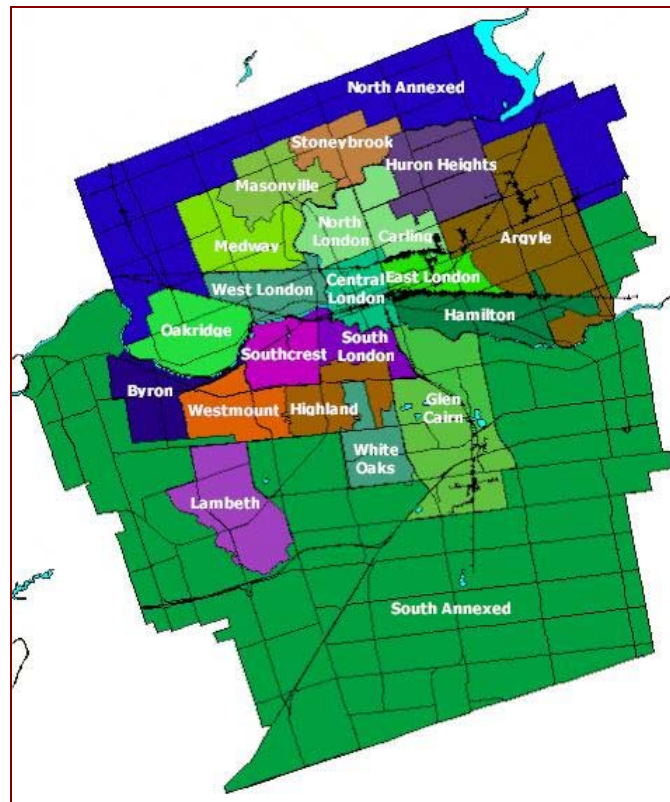 North Annexed
Stoneybrook
Huron Heights
Masonville
North
London
Carling
Medway
Argyle
West London
Central
London
East London
Oakridge
Hamilton
Southcrest
South
London
Byron
Westmount
Highland
Glen
Cairn
White
Oaks
Lambeth
South Annexed